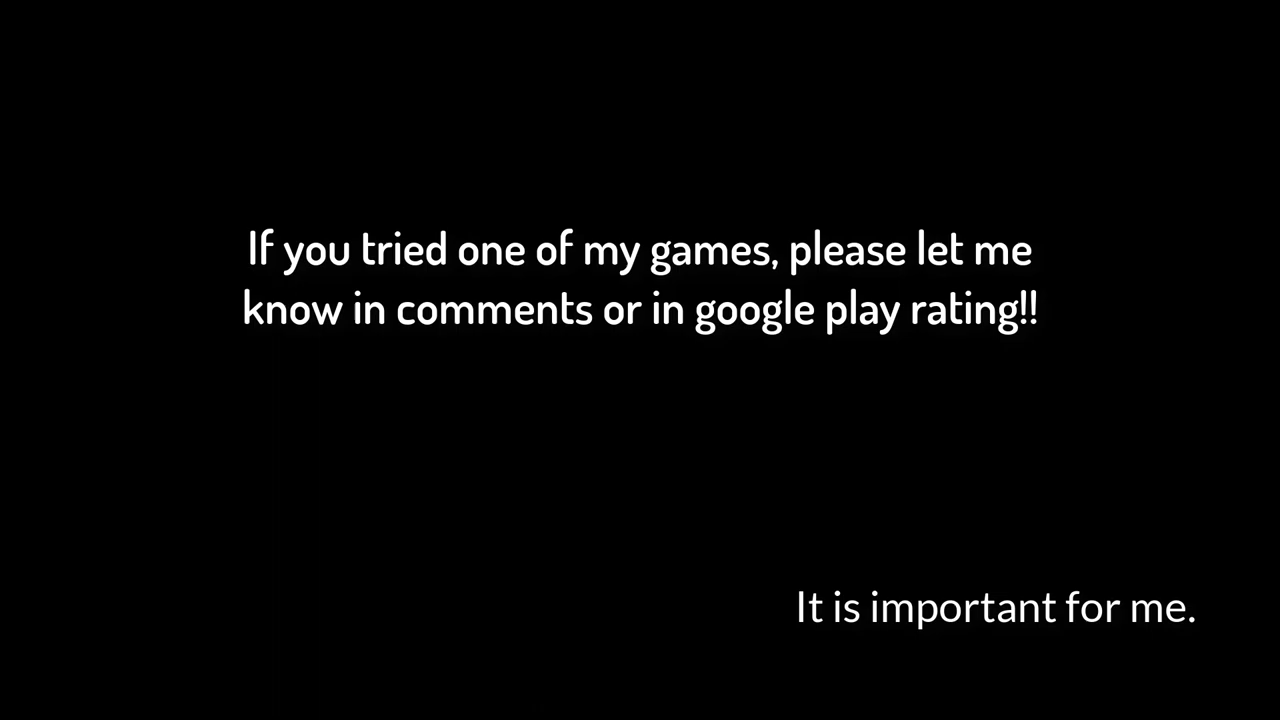 If you tried one of my games, please let me
know in comments or in google play rating!!
It is important for me.